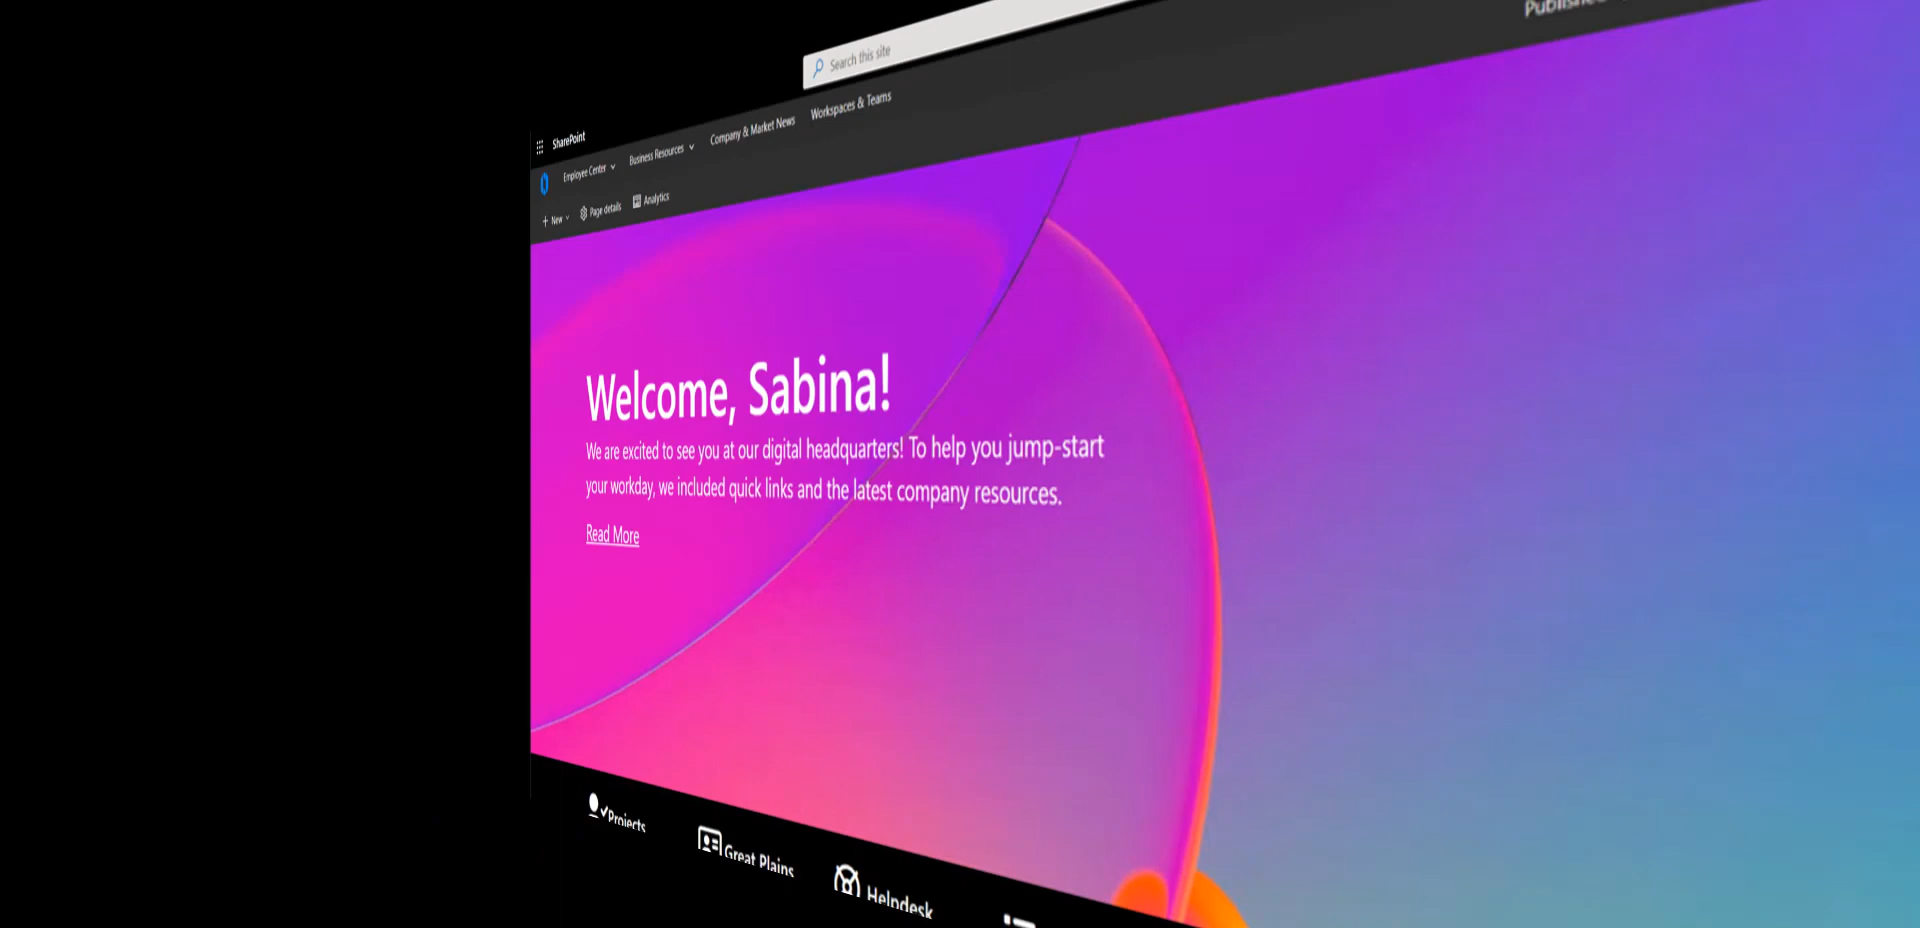 Search this site
SharePoint
Employee Center
Business Resources
Company & Market News
Workspaces & Teams
New
Page details
Analytics
Published
Welcome, Sabina!
We are excited to see you at our digital headquarters! To help you jump-start
your workday, we included quick links and the latest company resources.
Read More
Projects
Great Plains
Helpdesk